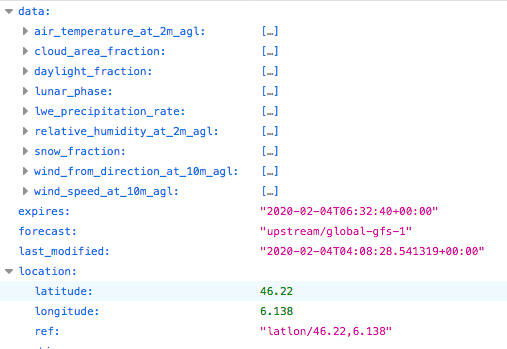 data:
air_temperature_at_2m_agl: […]
cloud_area_fraction: […]
daylight_fraction: […]
lunar_phase: […]
lwe_precipitation_rate: […]
relative_humidity_at_2m_agl: […]
snow_fraction: […]
wind_from_direction_at_10m_agl: […]
wind_speed_at_10m_agl: […]
expires: "2020-02-04T06:32:40+00:00"
forecast: "upstream/global-gfs-1"
last_modified: "2020-02-04T04:08:28.541319+00:00"
location:
latitude: 46.22
longitude: 6.138
ref: "latlon/46.22,6.138"